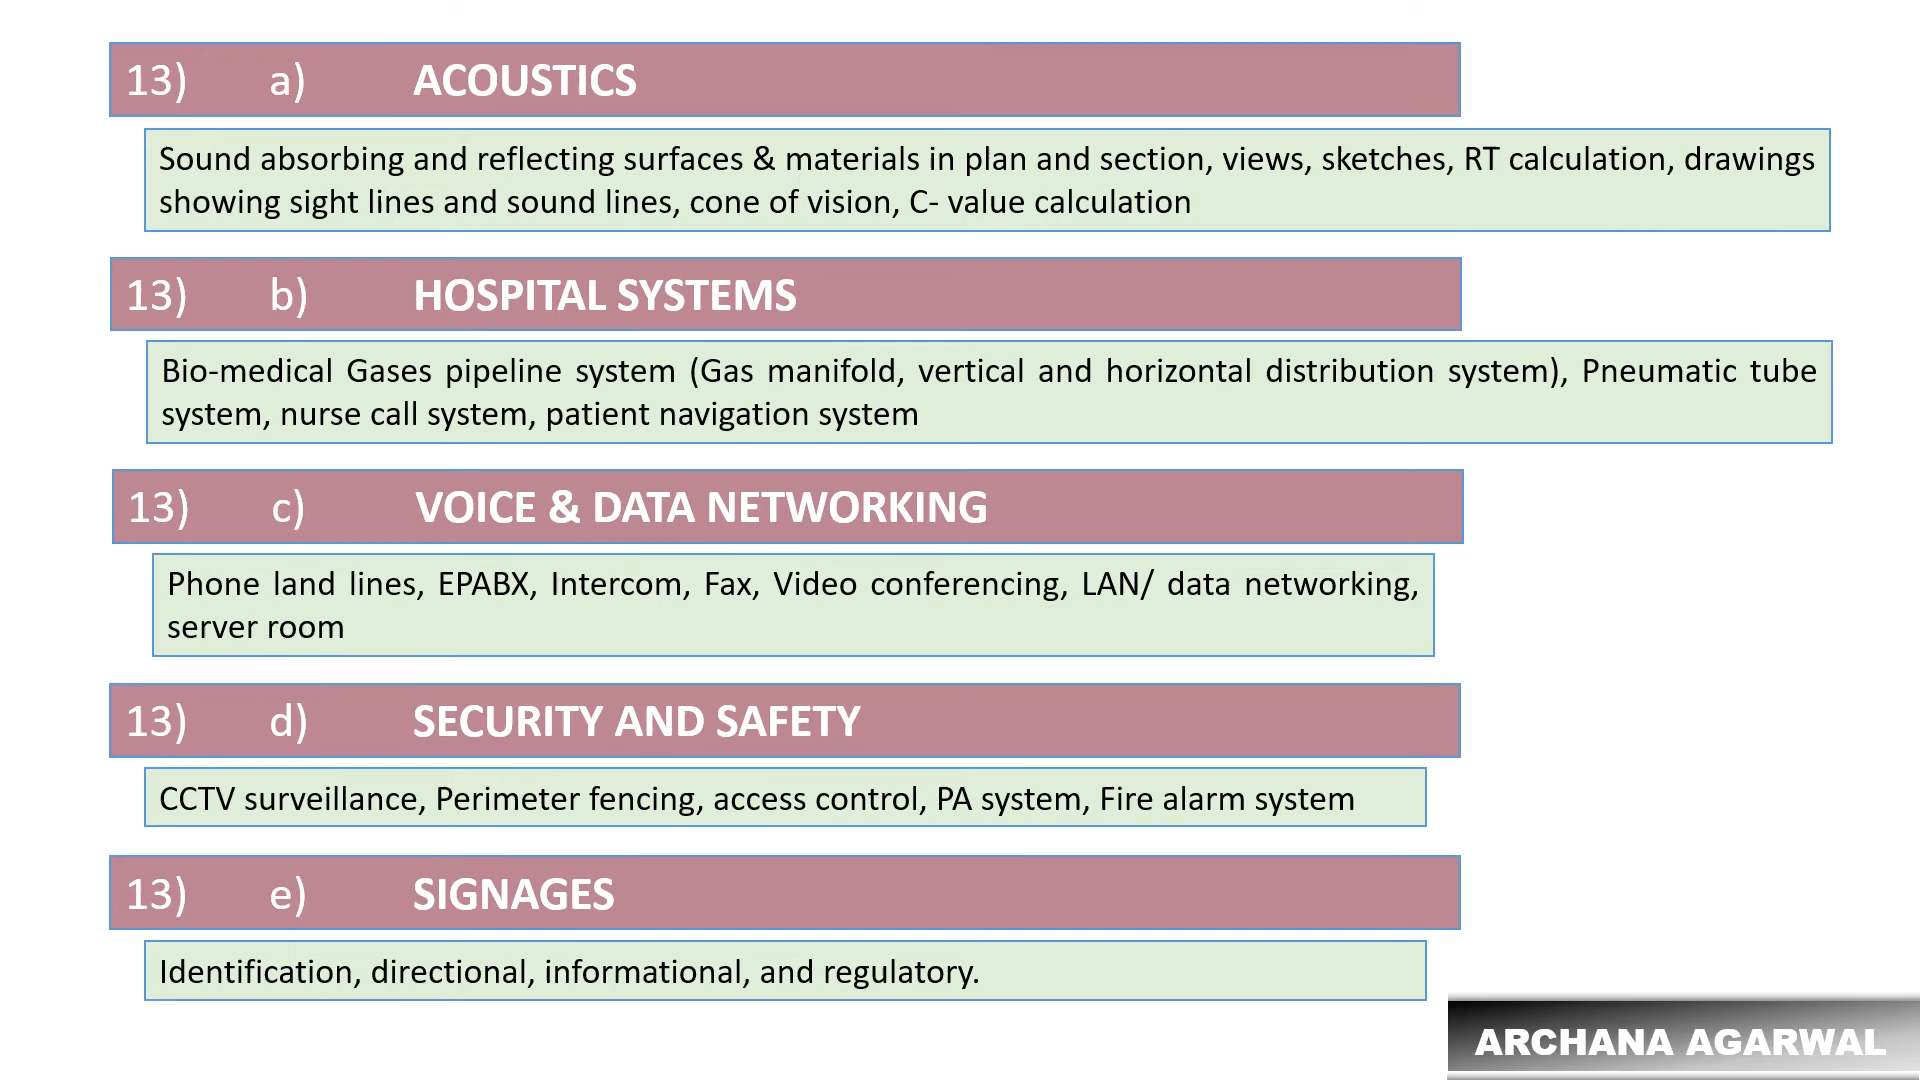 13) a) ACOUSTICS
Sound absorbing and reflecting surfaces & materials in plan and section, views, sketches, RT calculation, drawings
showing sight lines and sound lines, cone of vision, C- value calculation
13) b) HOSPITAL SYSTEMS
Bio-medical Gases pipeline system (Gas manifold, vertical and horizontal distribution system), Pneumatic tube
system, nurse call system, patient navigation system
13) c) VOICE & DATA NETWORKING
Phone land lines, EPABX, Intercom, Fax, Video conferencing, LAN/ data networking,
server room
13) d) SECURITY AND SAFETY
CCTV surveillance, Perimeter fencing, access control, PA system, Fire alarm system
13) e) SIGNAGES
Identification, directional, informational, and regulatory.
ARCHANA AGARWAL